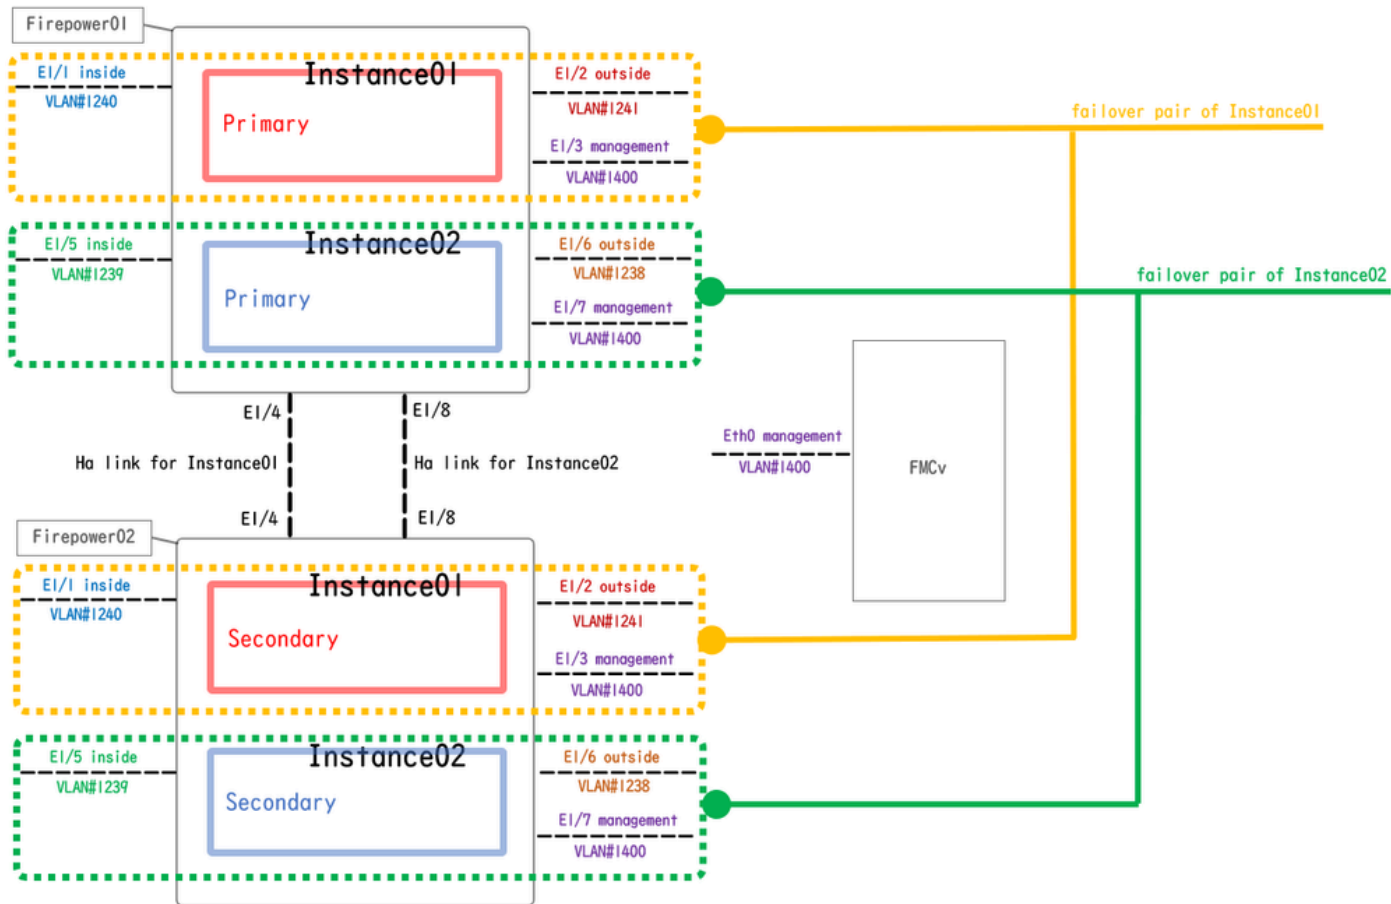 Firepower01
Instance01
E1/1 inside
VLAN#1240
Primary
E1/2 outside
VLAN#1241
E1/3 management
VLAN#1400
failover pair of Instance01
Instance02
E1/5 inside
VLAN#1239
Primary
E1/6 outside
VLAN#1238
E1/7 management
VLAN#1400
failover pair of Instance02
E1/4
E1/8
Ha link for Instance01
Ha link for Instance02
E1/4
E1/8
Eth0 management
VLAN#1400
FMCv
Firepower02
Instance01
E1/1 inside
VLAN#1240
Secondary
E1/2 outside
VLAN#1241
E1/3 management
VLAN#1400
Instance02
E1/5 inside
VLAN#1239
Secondary
E1/6 outside
VLAN#1238
E1/7 management
VLAN#1400